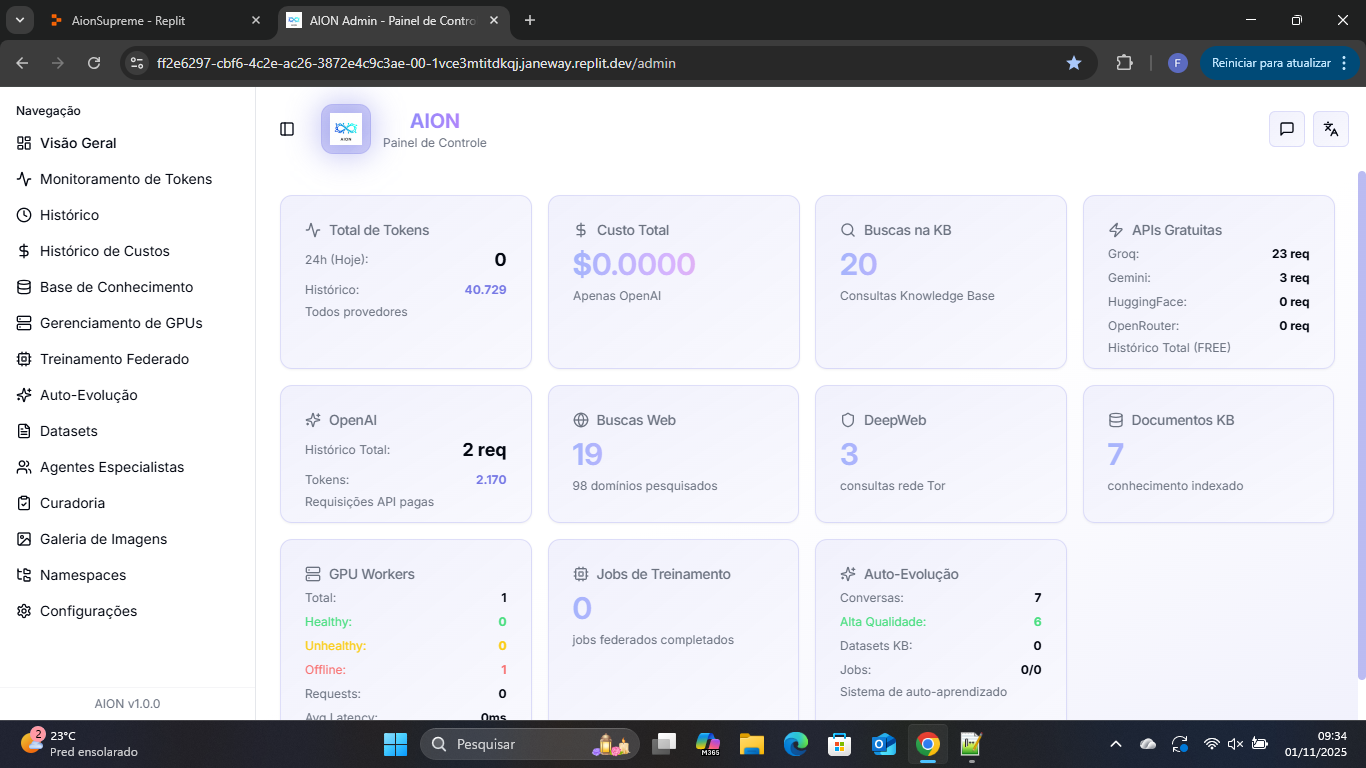 AionSupreme - Replit
AION Admin - Painel de Contro
ff2e6297-cbf6-4c2e-ac26-3872e4c9c3ae-00-1vce3mtitdkqj.janeway.replit.dev/admin
F
Reiniciar para atualizar
Navegação
Visão Geral
Monitoramento de Tokens
Histórico
Histórico de Custos
Base de Conhecimento
Gerenciamento de GPUs
Treinamento Federado
Auto-Evolução
Datasets
Agentes Especialistas
Curadoria
Galeria de Imagens
Namespaces
Configurações
AION v1.0.0
AION
AION
Painel de Controle
Total de Tokens
24h (Hoje): 0
Histórico: 40.729
Todos provedores
Custo Total
$0.0000
Apenas OpenAI
Buscas na KB
20
Consultas Knowledge Base
APIs Gratuitas
Groq: 23 req
Gemini: 3 req
HuggingFace: 0 req
OpenRouter: 0 req
Histórico Total (FREE)
OpenAI
Histórico Total: 2 req
Tokens: 2.170
Requisições API pagas
Buscas Web
19
98 domínios pesquisados
DeepWeb
3
consultas rede Tor
Documentos KB
7
conhecimento indexado
GPU Workers
Total: 1
Healthy: 0
Unhealthy: 0
Offline: 1
Requests: 0
Avg Latency: 0ms
Jobs de Treinamento
0
jobs federados completados
Auto-Evolução
Conversas: 7
Alta Qualidade: 6
Datasets KB: 0
Jobs: 0/0
Sistema de auto-aprendizado
2
23°C
Pred ensolarado
Pesquisar
M365
09:34
01/11/2025